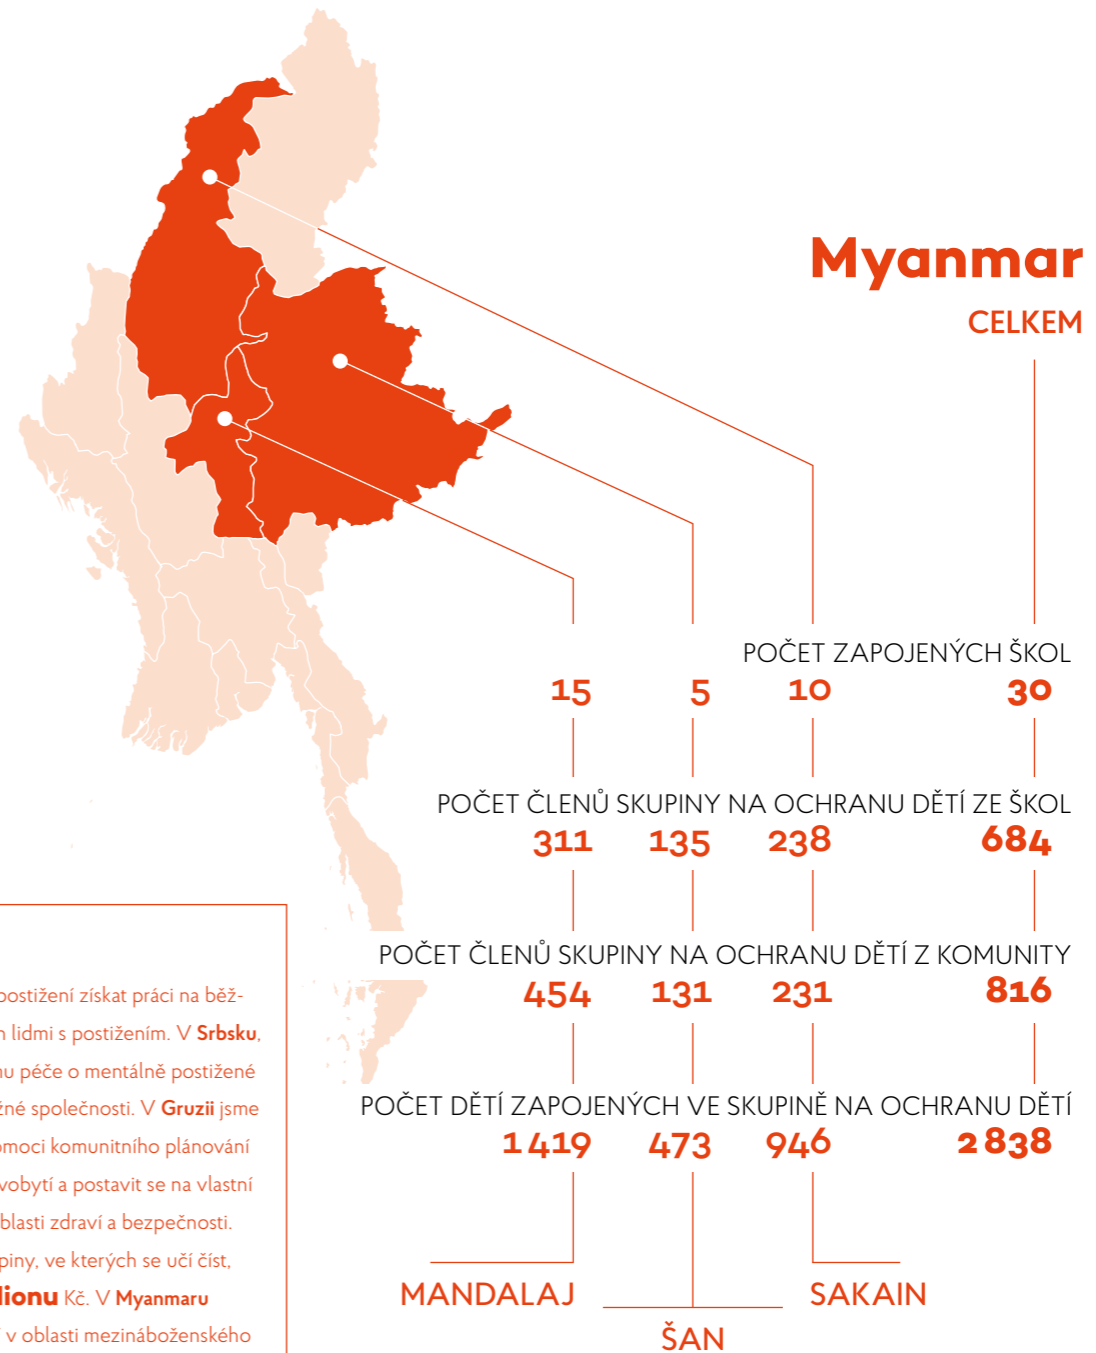 Myanmar
CELKEM
POČET ZAPOJENÝCH ŠKOL
15 5 10 30
POČET ČLENŮ SKUPINY NA OCHRANU DĚTÍ ZE ŠKOL
311 135 238 684
POČET ČLENŮ SKUPINY NA OCHRANU DĚTÍ Z KOMUNITY
454 131 231 816
POČET DĚTÍ ZAPOJENÝCH VE SKUPINĚ NA OCHRANU DĚTÍ
1 419 473 946 2 838
MANDALAJ SAKAIN
ŠAN
postižení získat práci na běž-
lidmi s postižením. V Srbsku,
péče o mentálně postižené
společnosti. V Gruzii jsme
komunitního plánování
a postavit se na vlastní
zdraví a bezpečnosti.
ve kterých se učí číst,
Kč. V Myanmaru
v oblasti mezináboženského